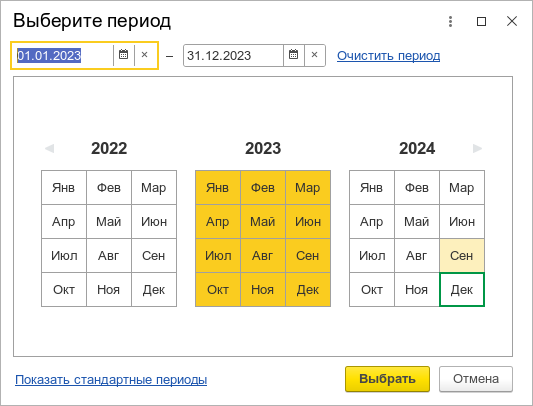 Выберите период
01.01.2023 – 31.12.2023 Очистить период
2022 2023 2024
Янв Фев Мар Янв Фев Мар Янв Фев Мар
Апр Май Июн Апр Май Июн Апр Май Июн
Июл Авг Сен Июл Авг Сен Июл Авг Сен
Окт Ноя Дек Окт Ноя Дек Окт Ноя Дек
Показать стандартные периоды Выбрать Отмена